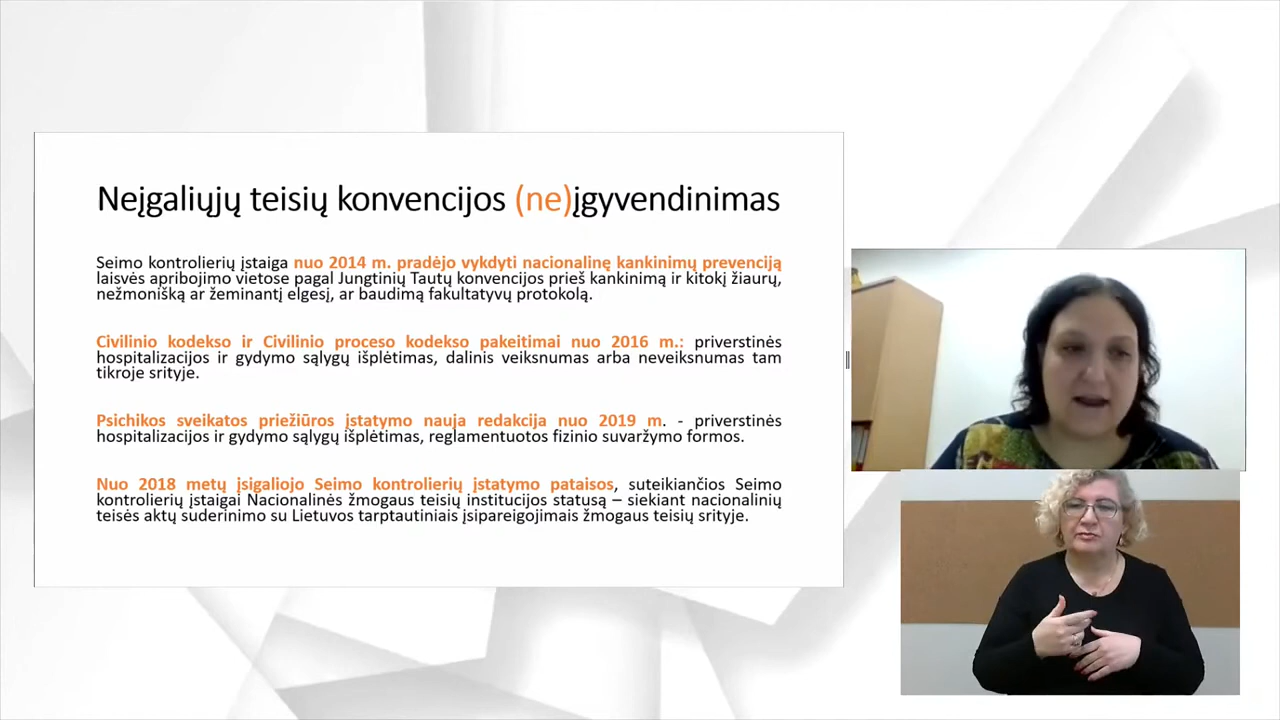 Neįgaliųjų teisių konvencijos (ne)įgyvendinimas
Seimo kontrolierių įstaiga nuo 2014 m. pradėjo vykdyti nacionalinę kankinimų prevenciją
laisvės apribojimo vietose pagal Jungtinių Tautų konvencijos prieš kankinimą ir kitokį žiaurų,
nežmonišką ar žeminantį elgesį, ar baudimą fakultatyvų protokolą.
Civilinio kodekso ir Civilinio proceso kodekso pakeitimai nuo 2016 m.: priverstinės
hospitalizacijos ir gydymo sąlygų išplėtimas, dalinis veiksnumas arba neveiksnumas tam
tikroje srityje.
Psichikos sveikatos priežiūros įstatymo nauja redakcija nuo 2019 m. - priverstinės
hospitalizacijos ir gydymo sąlygų išplėtimas, reglamentuotos fizinio suvaržymo formos.
Nuo 2018 metų įsigaliojo Seimo kontrolierių įstatymo pataisos, suteikiančios Seimo
kontrolierių įstaigai Nacionalinės žmogaus teisių institucijos statusą – siekiant nacionalinių
teisės aktų suderinimo su Lietuvos tarptautiniais įsipareigojimais žmogaus teisių srityje.